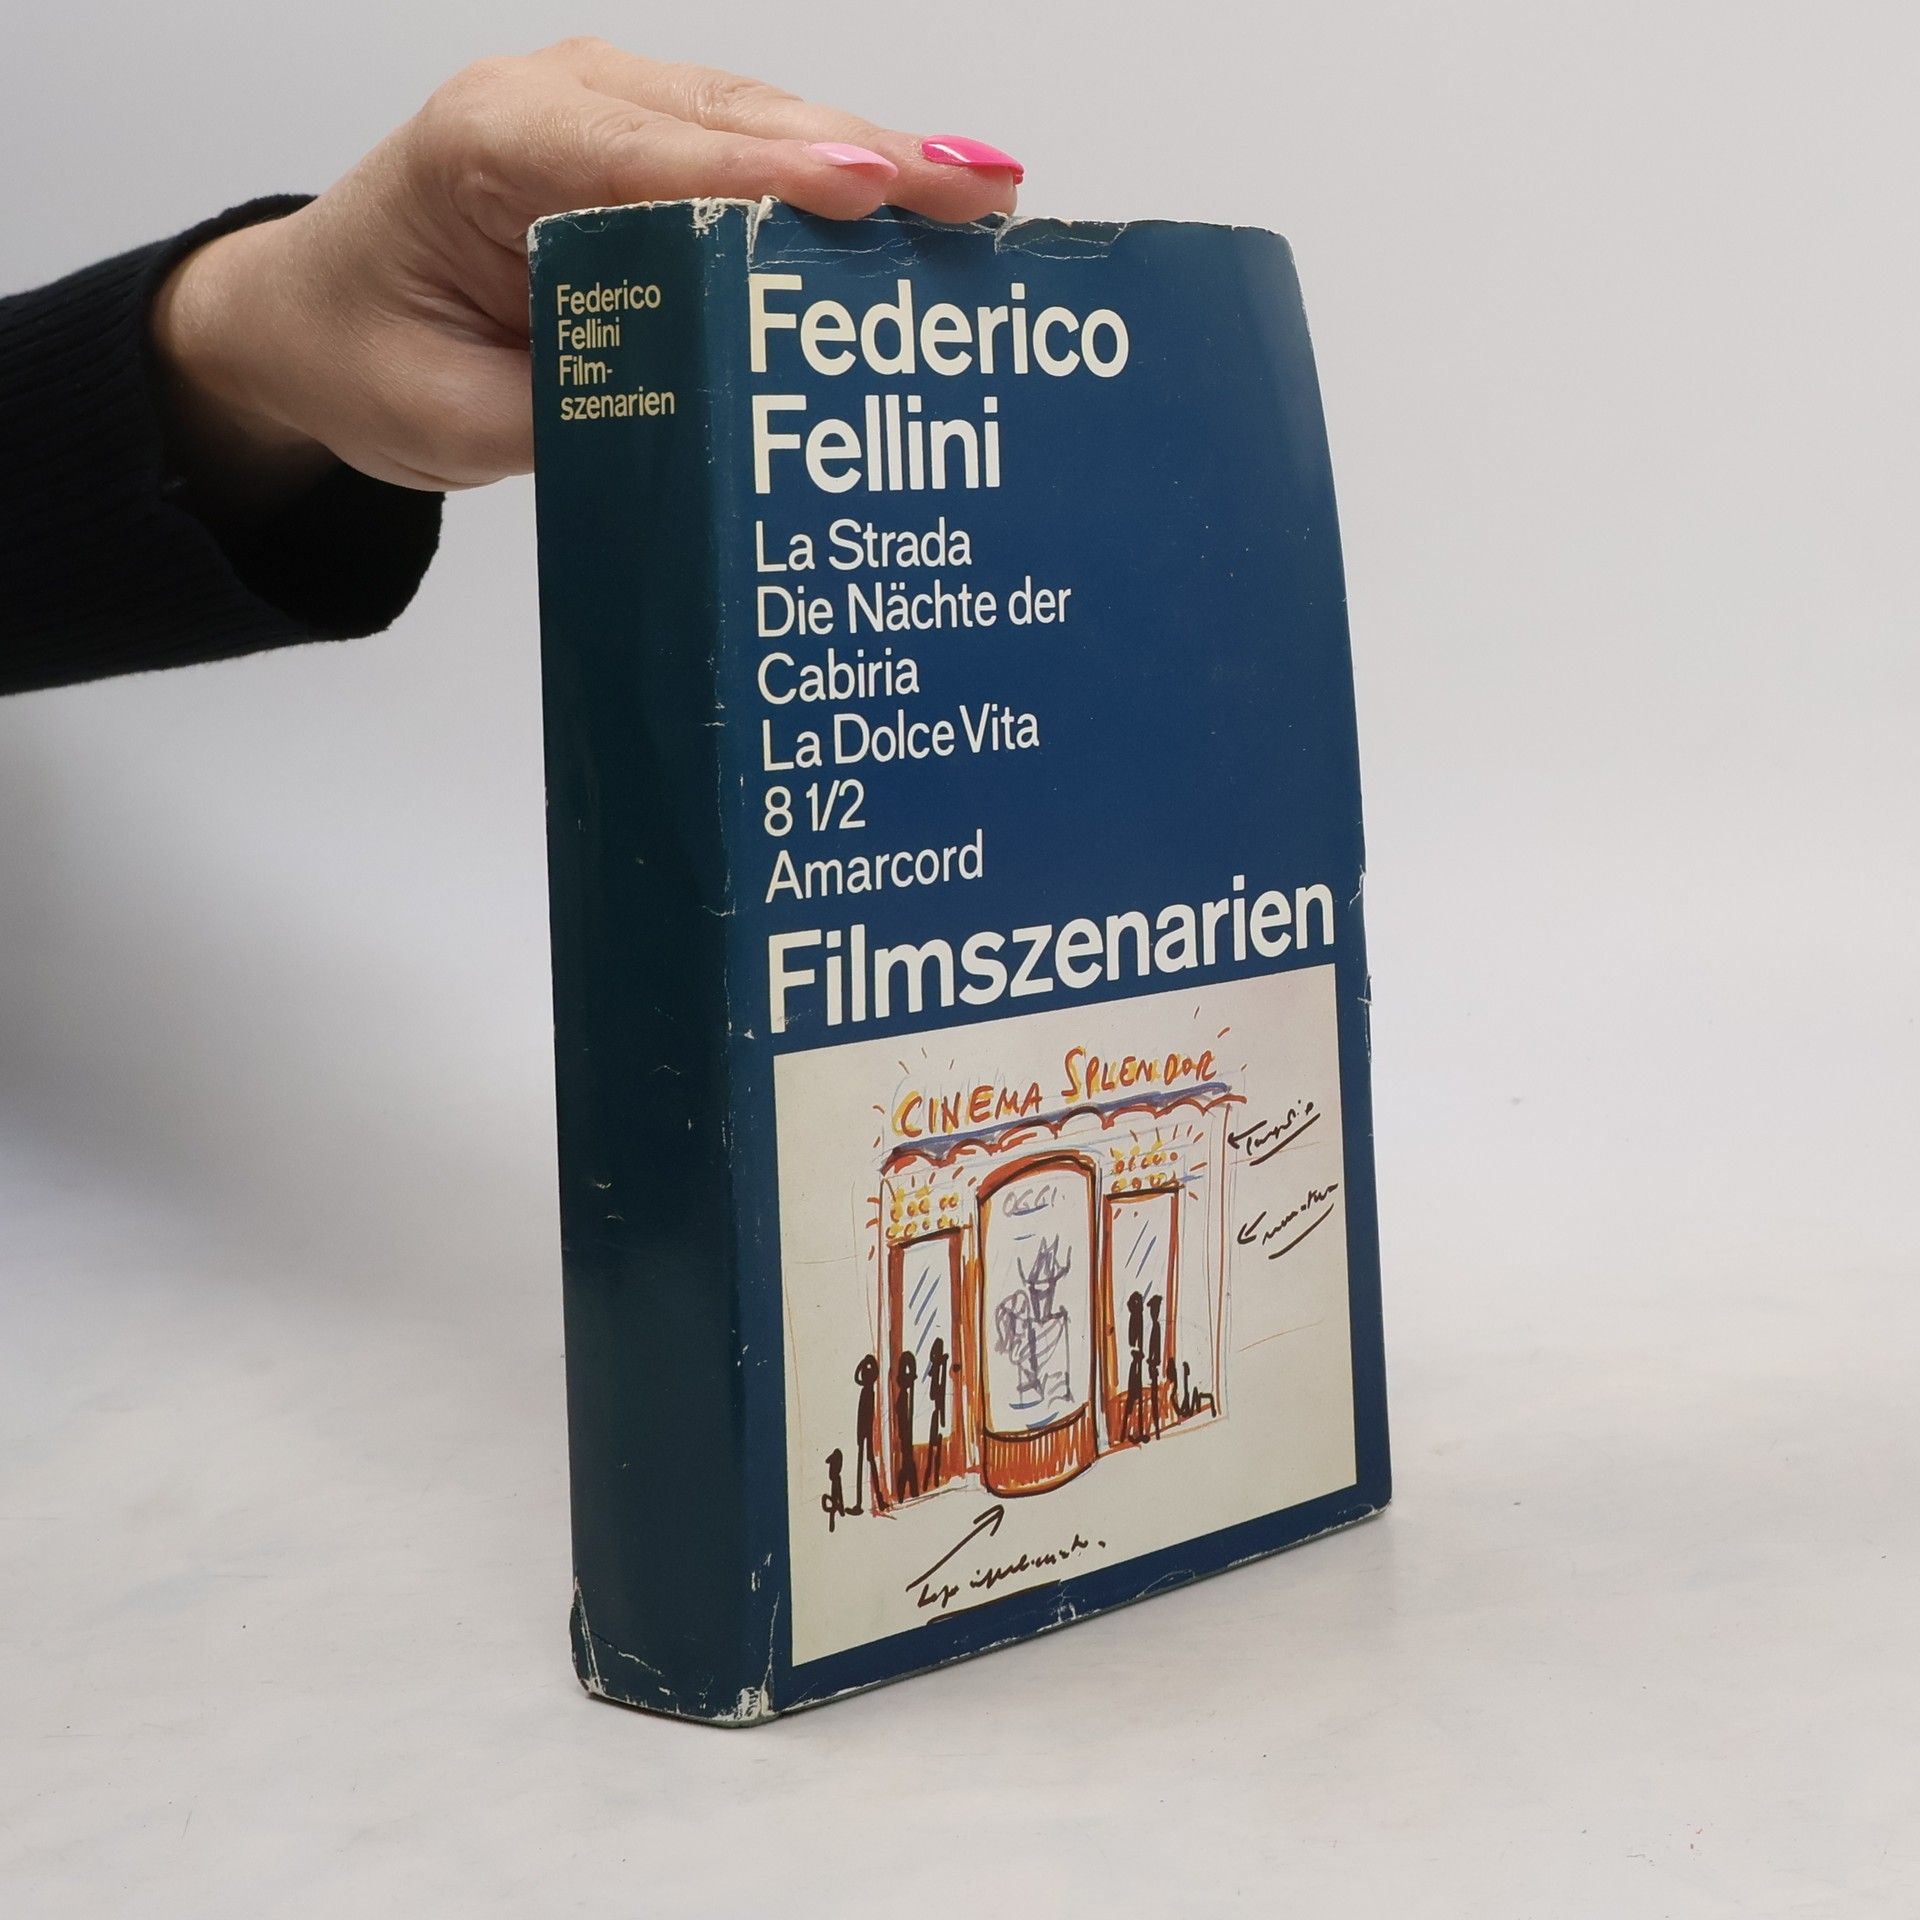 Federico
Fellini
Film-
szenarien
Federico
Fellini
La Strada
Die Nächte der
Cabiria
La Dolce Vita
8 1/2
Amarcord
Filmszenarien
CINEMA SPLENDOR
OGGI